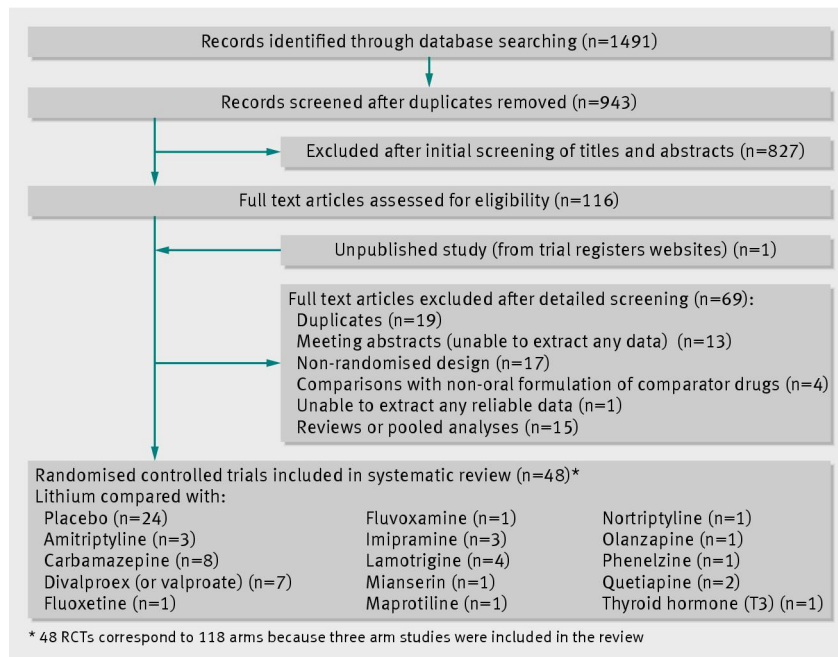 Records identified through database searching (n=1491)
Records screened after duplicates removed (n=943)
Excluded after initial screening of titles and abstracts (n=827)
Full text articles assessed for eligibility (n=116)
Unpublished study (from trial registers websites) (n=1)
Full text articles excluded after detailed screening (n=69):
Duplicates (n=19)
Meeting abstracts (unable to extract any data) (n=13)
Non-randomised design (n=17)
Comparisons with non-oral formulation of comparator drugs (n=4)
Unable to extract any reliable data (n=1)
Reviews or pooled analyses (n=15)
Randomised controlled trials included in systematic review (n=48)*
Lithium compared with:
Placebo (n=24)
Amitriptyline (n=3)
Carbamazepine (n=8)
Divalproex (or valproate) (n=7)
Fluoxetine (n=1)
Fluvoxamine (n=1)
Imipramine (n=3)
Lamotrigine (n=4)
Mianserin (n=1)
Maprotiline (n=1)
Nortriptyline (n=1)
Olanzapine (n=1)
Phenelzine (n=1)
Quetiapine (n=2)
Thyroid hormone (T3) (n=1)
* 48 RCTs correspond to 118 arms because three arm studies were included in the review